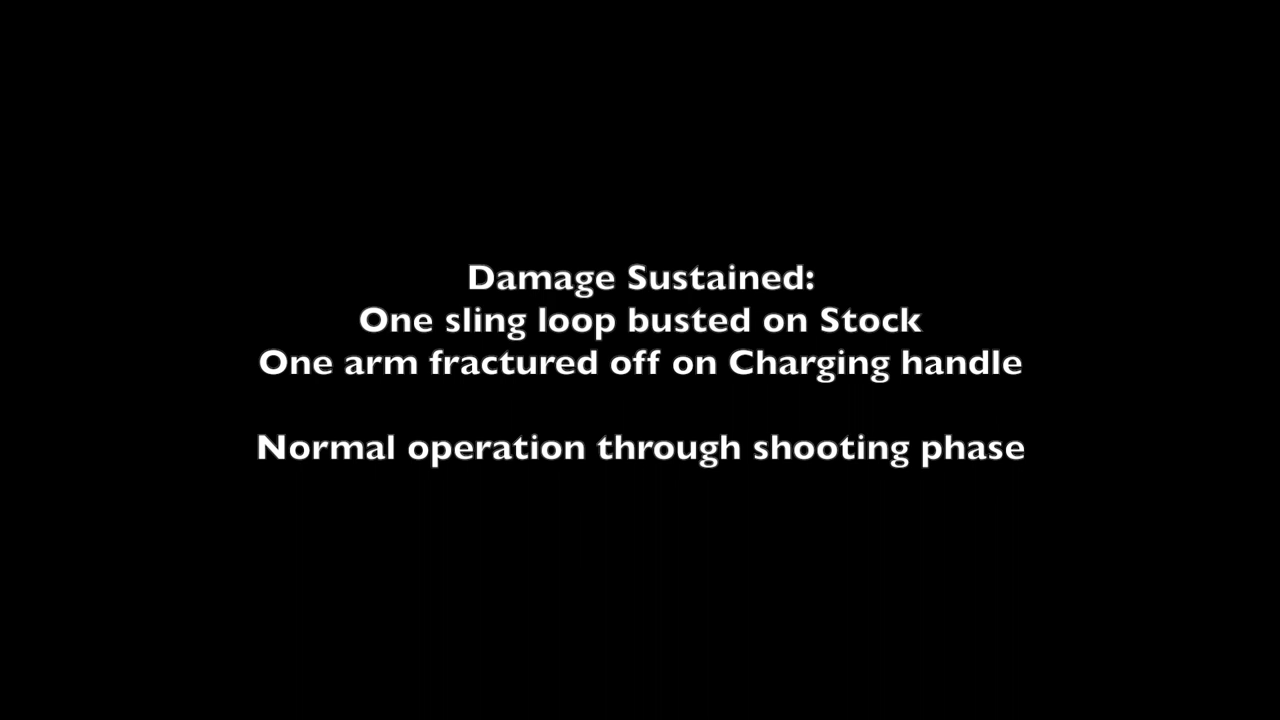 Damage Sustained:
One sling loop busted on Stock
One arm fractured off on Charging handle
Normal operation through shooting phase